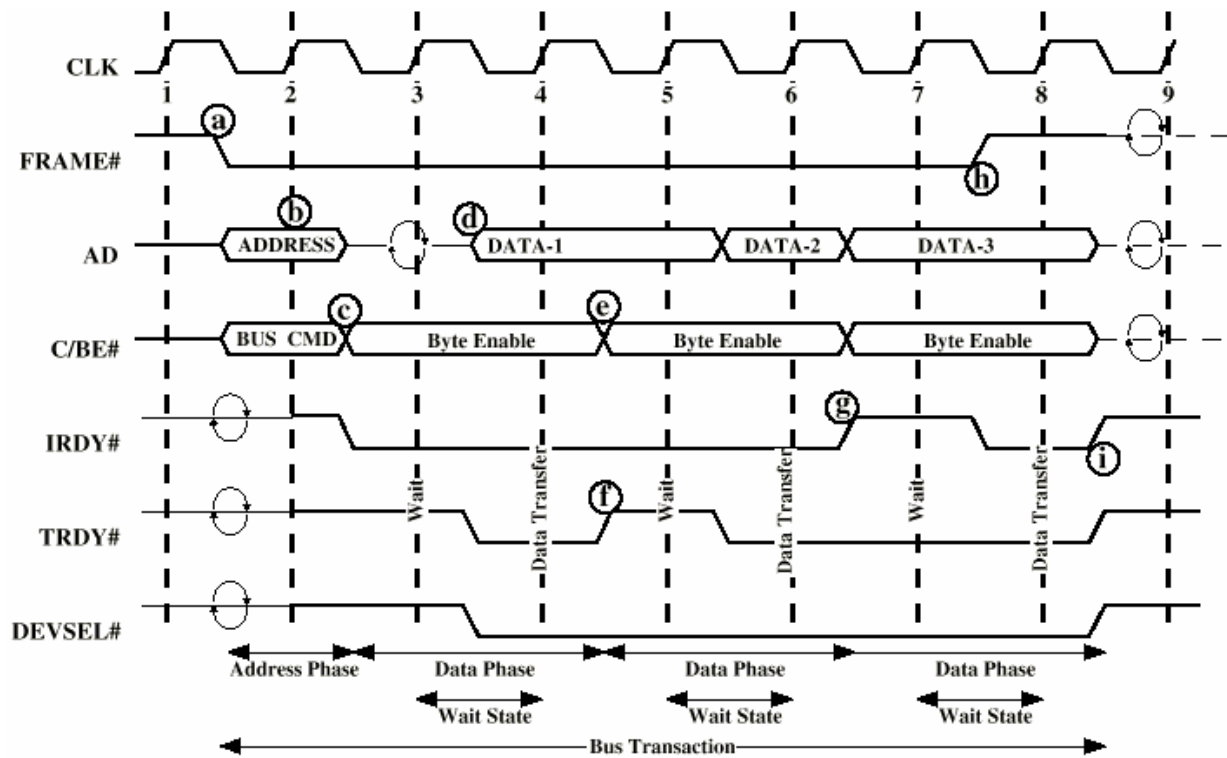 CLK
1 2 3 4 5 6 7 8 9
a
FRAME#
h
b d
ADDRESS DATA-1 DATA-2 DATA-3
AD
c e
BUS CMD Byte Enable Byte Enable Byte Enable
C/BE#
g
IRDY#
i
Wait
Data Transfer
f
Wait
Data Transfer
Wait
Data Transfer
TRDY#
DEVSEL#
Address Phase Data Phase Data Phase Data Phase
Wait State Wait State Wait State
Bus Transaction